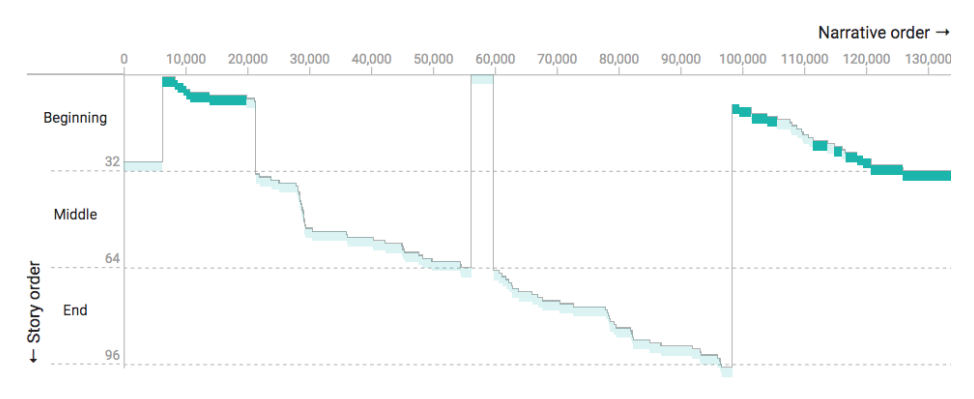 Narrative order →
0 10,000 20,000 30,000 40,000 50,000 60,000 70,000 80,000 90,000 100,000 110,000 120,000 130,000
Beginning
32
Middle
64
End
96
← Story order